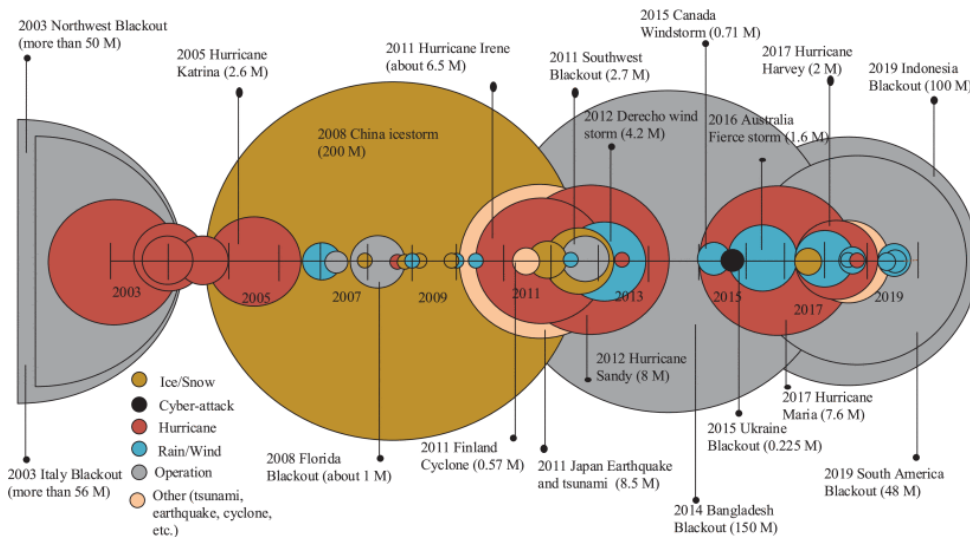 2003 Northwest Blackout
(more than 50 M)
2005 Hurricane
Katrina (2.6 M)
2011 Hurricane Irene
(about 6.5 M)
2008 China icestorm
(200 M)
2011 Southwest
Blackout (2.7 M)
2012 Derecho wind
storm (4.2 M)
2015 Canada
Windstorm (0.71 M)
2017 Hurricane
Harvey (2 M)
2016 Australia
Fierce storm (1.6 M)
2019 Indonesia
Blackout (100 M)
2003
2005
2007
2009
2011
2013
2015
2017
2019
Ice/Snow
Cyber-attack
Hurricane
Rain/Wind
Operation
Other (tsunami,
earthquake, cyclone,
etc.)
2003 Italy Blackout
(more than 56 M)
2008 Florida
Blackout (about 1 M)
2011 Finland
Cyclone (0.57 M)
2011 Japan Earthquake
and tsunami (8.5 M)
2012 Hurricane
Sandy (8 M)
2014 Bangladesh
Blackout (150 M)
2015 Ukraine
Blackout (0.225 M)
2017 Hurricane
Maria (7.6 M)
2019 South America
Blackout (48 M)